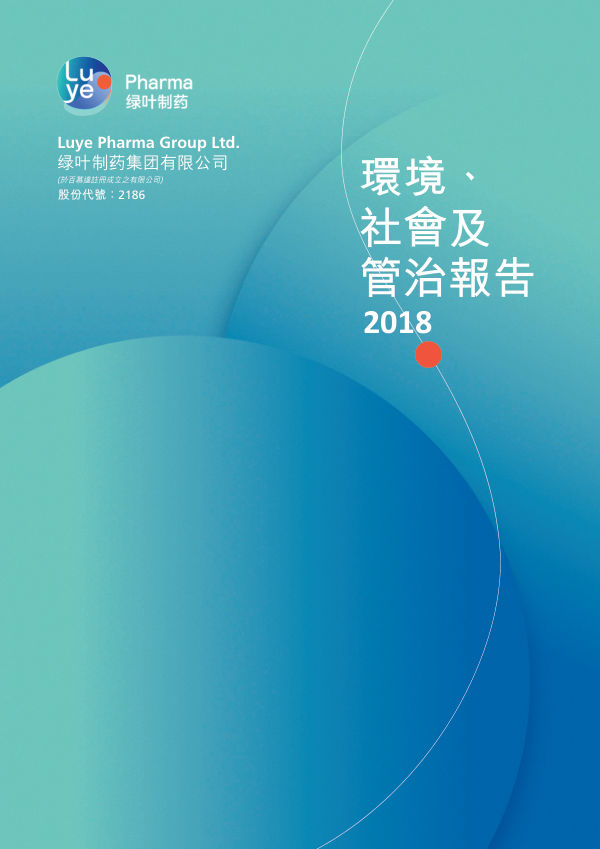 Lu
ye
Pharma
绿叶制药
Luye Pharma Group Ltd.
绿叶制药集团有限公司
(於百慕達註冊成立之有限公司)
股份代號：2186
環境、
社會及
管治報告
2018